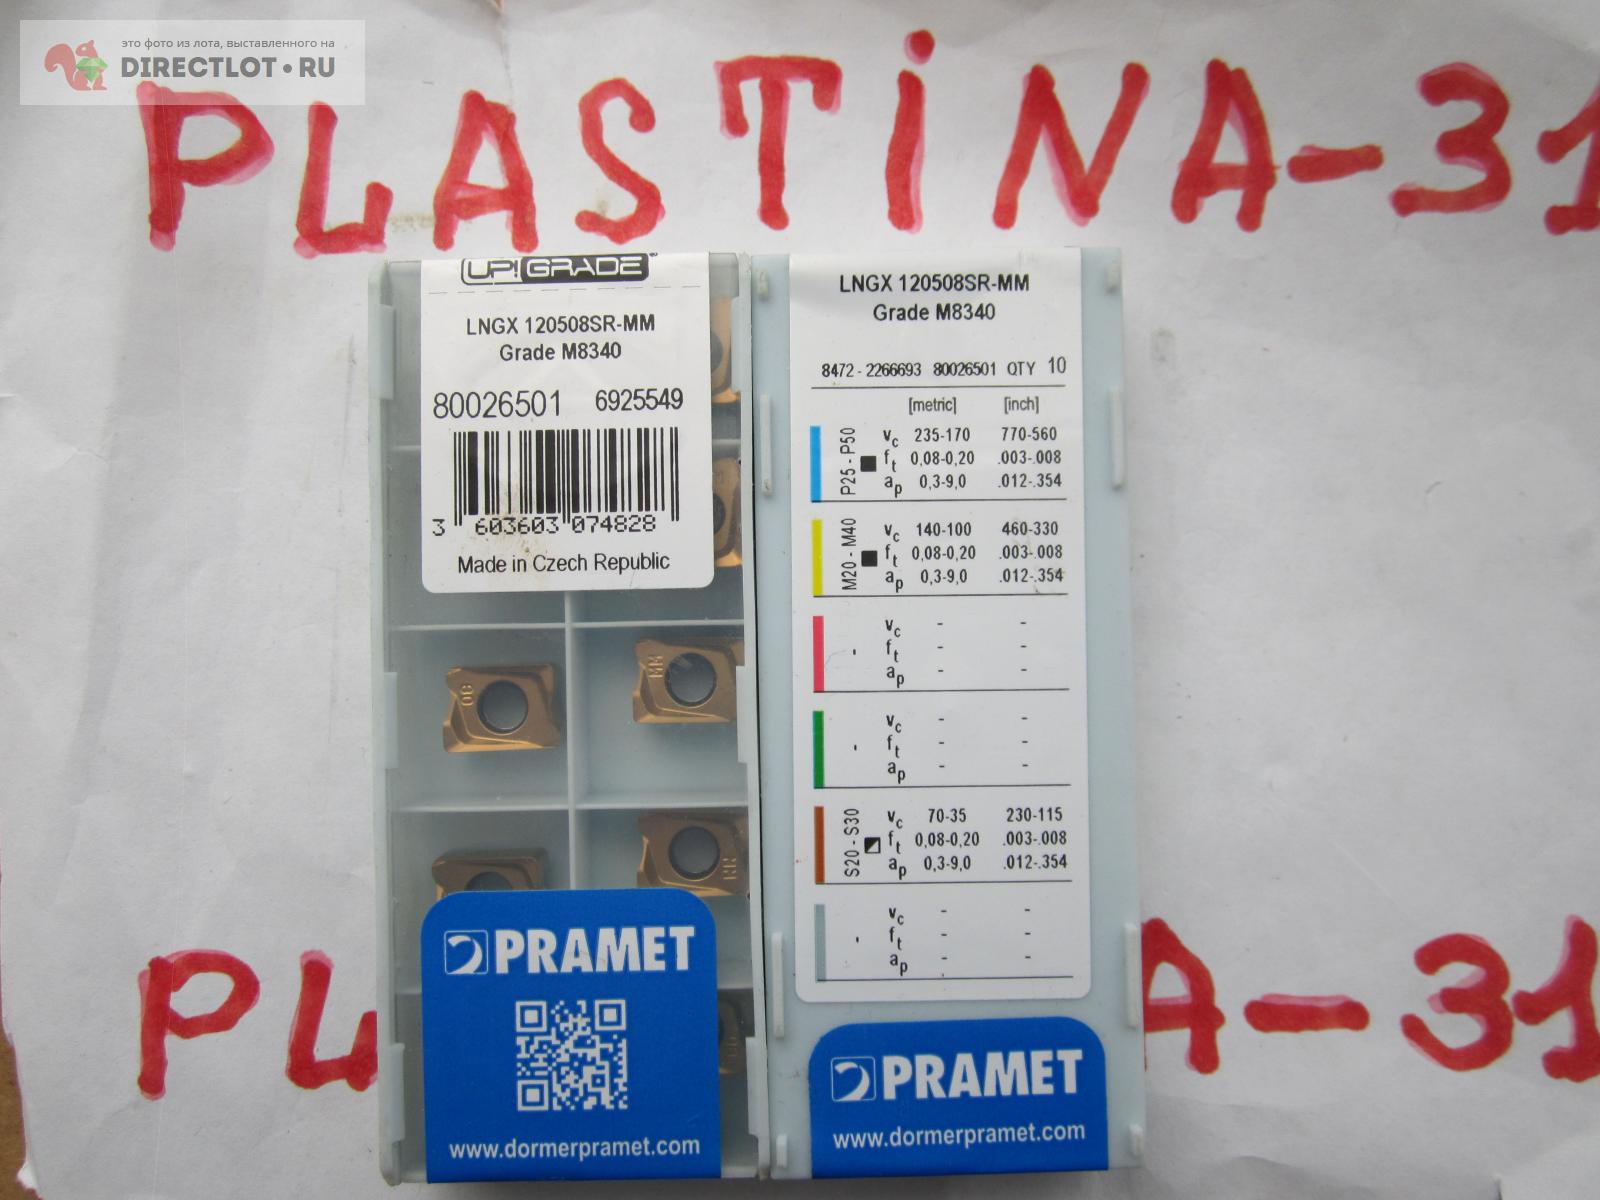 это фото из лота, выставленного на
DIRECTLOT.RU
PLASTINA-31
UP!GRADE
LNGX 120508SR-MM
Grade M8340
80026501 6925549
3 603603 074828
Made in Czech Republic
08
MM
MM
PRAMET
www.dormerpramet.com
LNGX 120508SR-MM
Grade M8340
8472 - 2266693 80026501 QTY 10
[metric] [inch]
P25 - P50
vc 235-170 770-560
ft 0,08-0,20 .003-.008
ap 0,3-9,0 .012-.354
M20 - M40
vc 140-100 460-330
ft 0,08-0,20 .003-.008
ap 0,3-9,0 .012-.354
vc - -
ft - -
ap - -
vc - -
ft - -
ap - -
S20 - S30
vc 70-35 230-115
ft 0,08-0,20 .003-.008
ap 0,3-9,0 .012-.354
vc - -
ft - -
ap - -
PRAMET
www.dormerpramet.com
PL
A-31